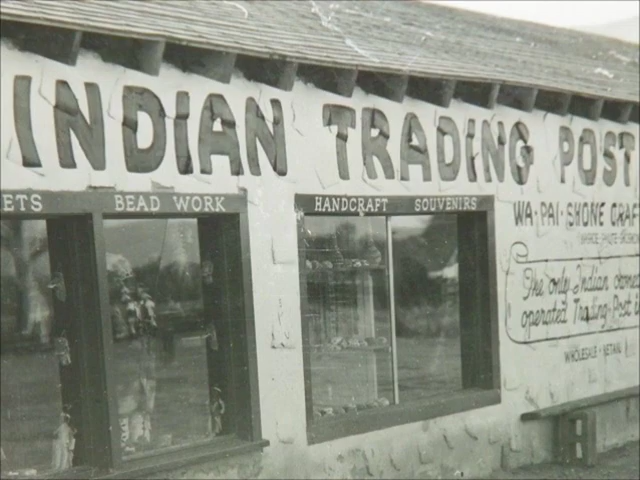 INDIAN TRADING POST
ETS BEAD WORK HANDCRAFT SOUVENIRS
WA-PAI-SHONE CRAFT
The only Indian owned
operated Trading Post
WHOLESALE - RETAIL